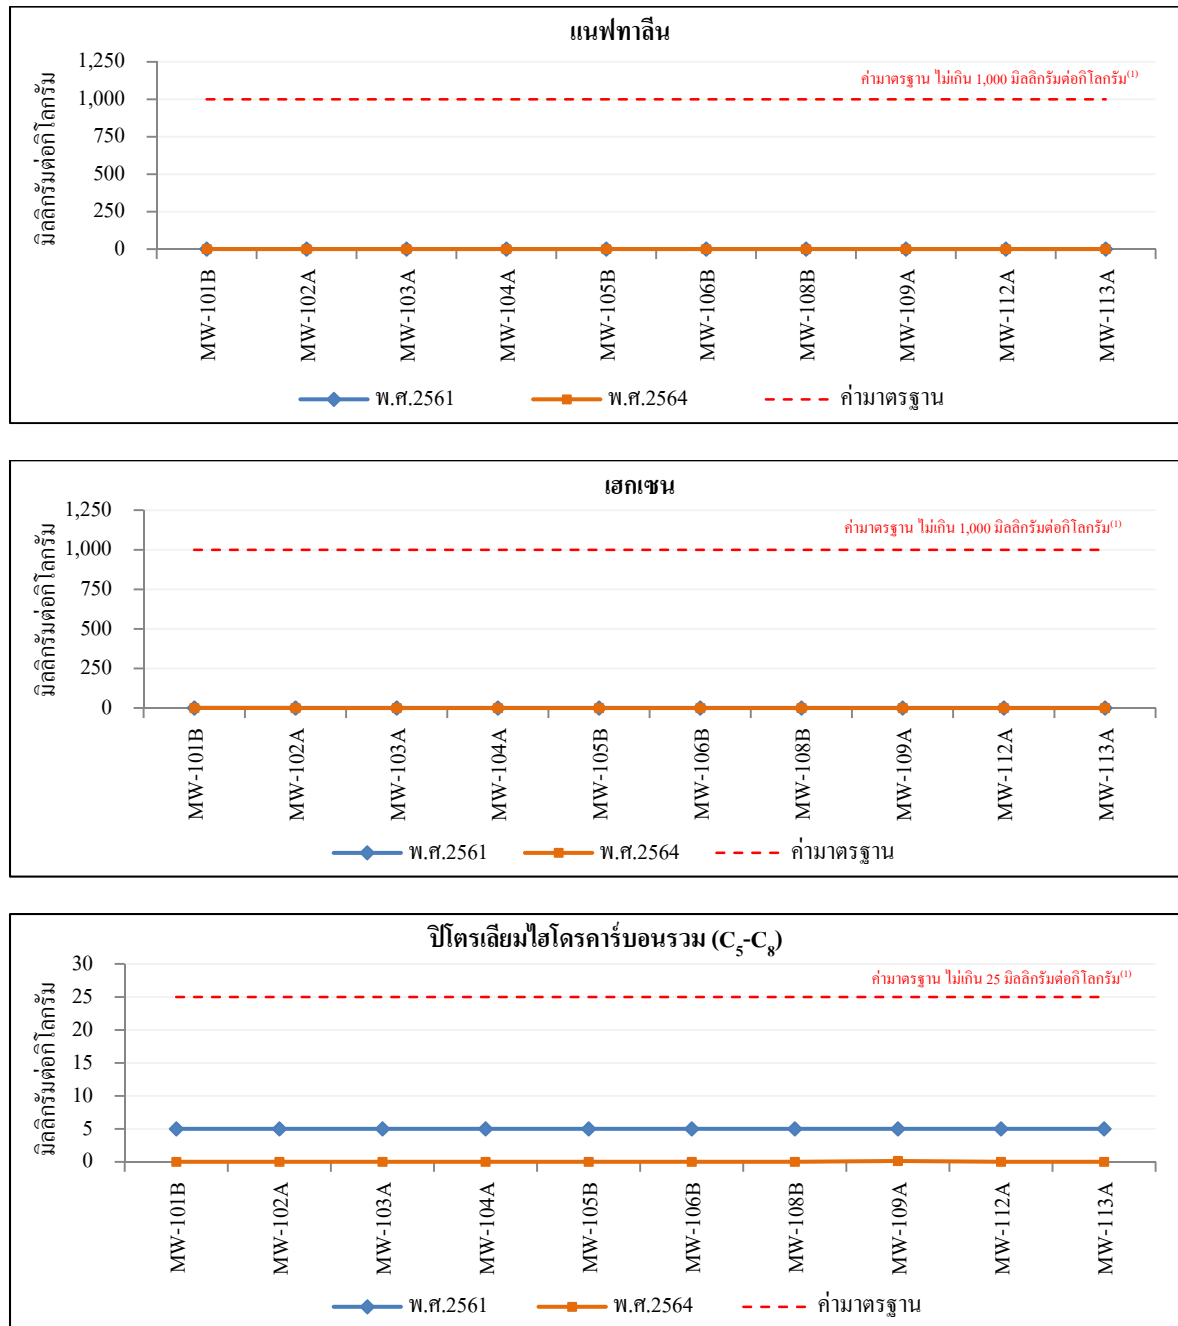 แนฟทาลีน
มิลลิกรัมต่อกิโลกรัม
1,250
1,000
750
500
250
0
ค่ามาตรฐาน ไม่เกิน 1,000 มิลลิกรัมต่อกิโลกรัม⁽¹⁾
MW-101B
MW-102A
MW-103A
MW-104A
MW-105B
MW-106B
MW-108B
MW-109A
MW-112A
MW-113A
พ.ศ.2561 พ.ศ.2564 ค่ามาตรฐาน
เฮกเซน
มิลลิกรัมต่อกิโลกรัม
1,250
1,000
750
500
250
0
ค่ามาตรฐาน ไม่เกิน 1,000 มิลลิกรัมต่อกิโลกรัม⁽¹⁾
MW-101B
MW-102A
MW-103A
MW-104A
MW-105B
MW-106B
MW-108B
MW-109A
MW-112A
MW-113A
พ.ศ.2561 พ.ศ.2564 ค่ามาตรฐาน
ปิโตรเลียมไฮโดรคาร์บอนรวม (C₅-C₈)
มิลลิกรัมต่อกิโลกรัม
30
25
20
15
10
5
0
ค่ามาตรฐาน ไม่เกิน 25 มิลลิกรัมต่อกิโลกรัม⁽¹⁾
MW-101B
MW-102A
MW-103A
MW-104A
MW-105B
MW-106B
MW-108B
MW-109A
MW-112A
MW-113A
พ.ศ.2561 พ.ศ.2564 ค่ามาตรฐาน